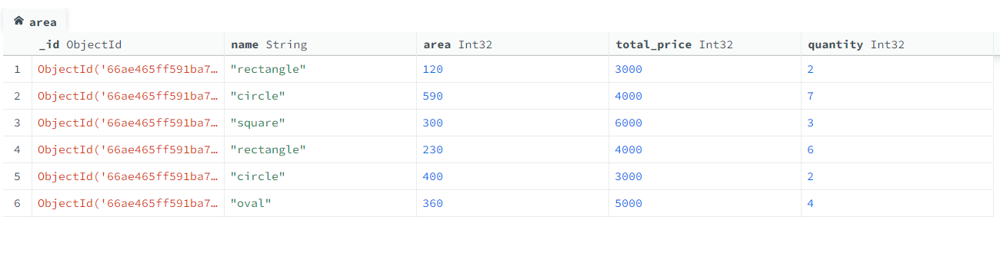 area
_id ObjectId name String area Int32 total_price Int32 quantity Int32
1 ObjectId('66ae465ff591ba7… "rectangle" 120 3000 2
2 ObjectId('66ae465ff591ba7… "circle" 590 4000 7
3 ObjectId('66ae465ff591ba7… "square" 300 6000 3
4 ObjectId('66ae465ff591ba7… "rectangle" 230 4000 6
5 ObjectId('66ae465ff591ba7… "circle" 400 3000 2
6 ObjectId('66ae465ff591ba7… "oval" 360 5000 4